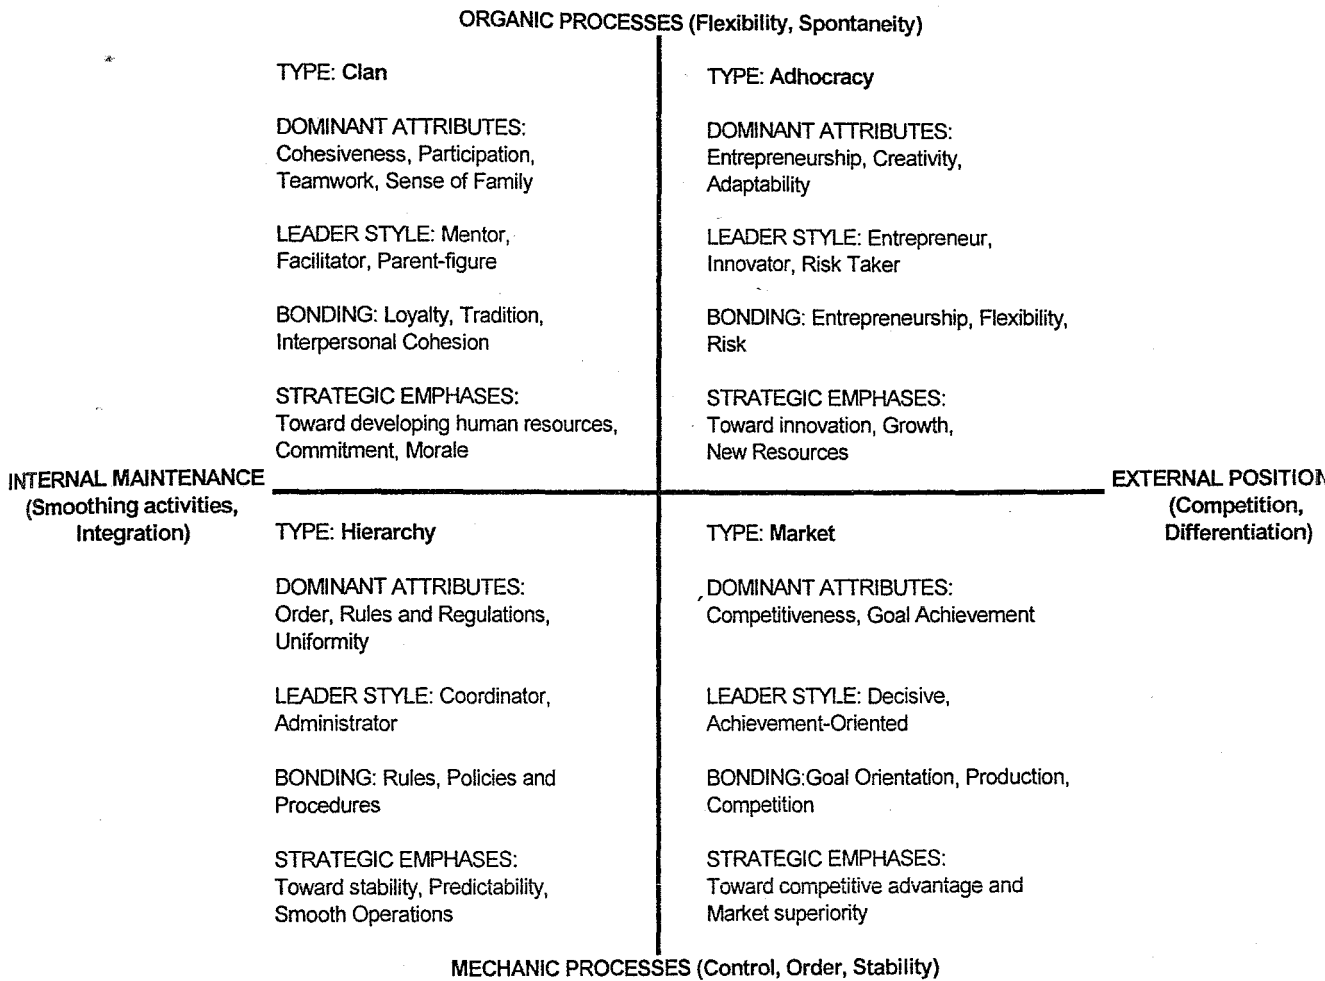 ORGANIC PROCESSES (Flexibility, Spontaneity)
TYPE: Clan
DOMINANT ATTRIBUTES:
Cohesiveness, Participation,
Teamwork, Sense of Family
LEADER STYLE: Mentor,
Facilitator, Parent-figure
BONDING: Loyalty, Tradition,
Interpersonal Cohesion
STRATEGIC EMPHASES:
Toward developing human resources,
Commitment, Morale
TYPE: Adhocracy
DOMINANT ATTRIBUTES:
Entrepreneurship, Creativity,
Adaptability
LEADER STYLE: Entrepreneur,
Innovator, Risk Taker
BONDING: Entrepreneurship, Flexibility,
Risk
STRATEGIC EMPHASES:
Toward innovation, Growth,
New Resources
INTERNAL MAINTENANCE
(Smoothing activities,
Integration)
EXTERNAL POSITION
(Competition,
Differentiation)
TYPE: Hierarchy
DOMINANT ATTRIBUTES:
Order, Rules and Regulations,
Uniformity
LEADER STYLE: Coordinator,
Administrator
BONDING: Rules, Policies and
Procedures
STRATEGIC EMPHASES:
Toward stability, Predictability,
Smooth Operations
TYPE: Market
DOMINANT ATTRIBUTES:
Competitiveness, Goal Achievement
LEADER STYLE: Decisive,
Achievement-Oriented
BONDING:Goal Orientation, Production,
Competition
STRATEGIC EMPHASES:
Toward competitive advantage and
Market superiority
MECHANIC PROCESSES (Control, Order, Stability)